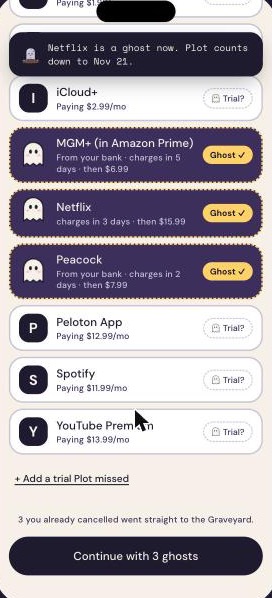 Netflix is a ghost now. Plot counts
down to Nov 21.
I
iCloud+
Paying $2.99/mo
Trial?
MGM+ (in Amazon Prime)
From your bank · charges in 5
days · then $6.99
Ghost ✓
Netflix
charges in 3 days · then $15.99
Ghost ✓
Peacock
From your bank · charges in 2
days · then $7.99
Ghost ✓
P
Peloton App
Paying $12.99/mo
Trial?
S
Spotify
Paying $11.99/mo
Trial?
Y
YouTube
Paying $13.99/mo
Trial?
+ Add a trial Plot missed
3 you already cancelled went straight to the Graveyard.
Continue with 3 ghosts